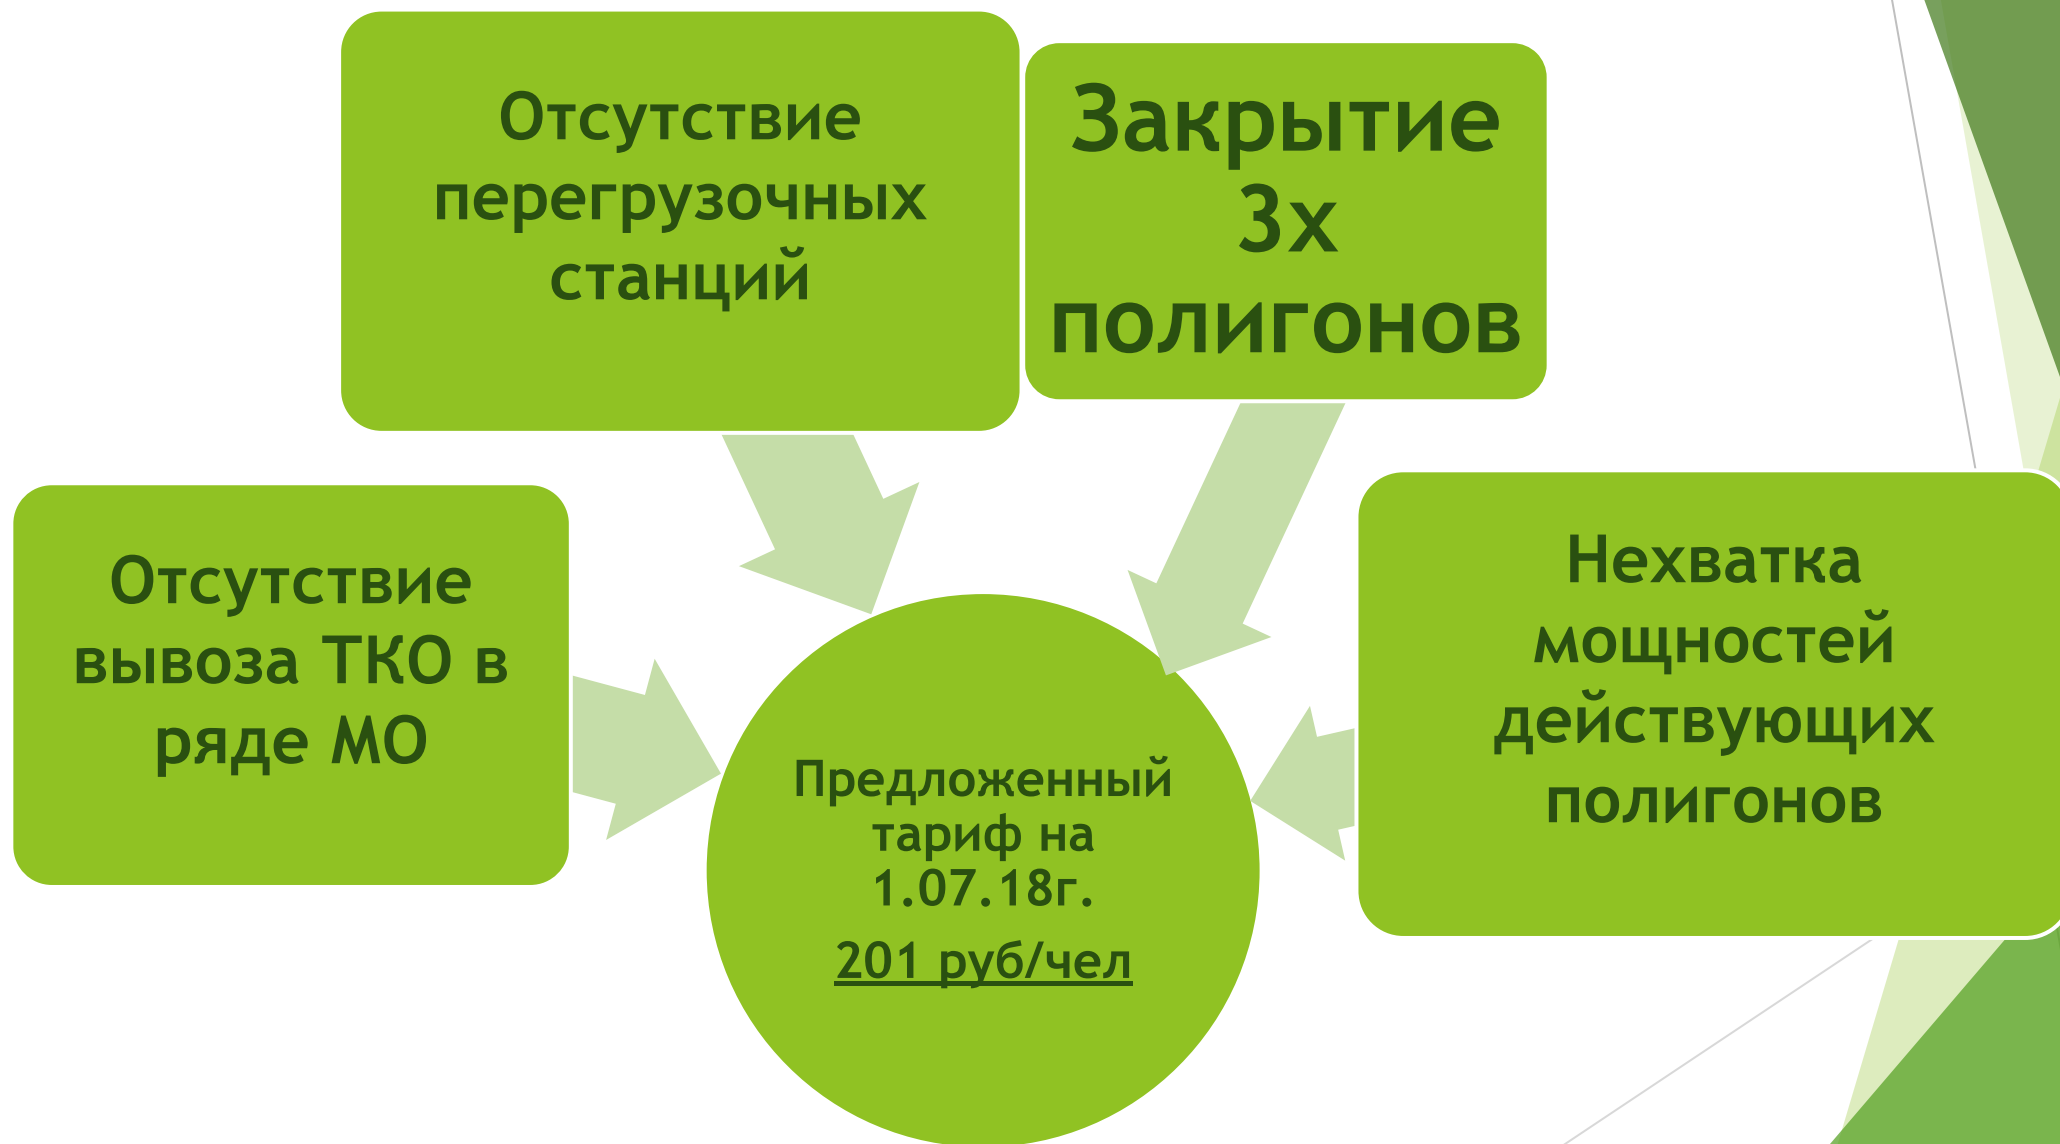 Отсутствие
перегрузочных
станций
Закрытие
3х
полигонов
Отсутствие
вывоза ТКО в
ряде МО
Нехватка
мощностей
действующих
полигонов
Предложенный
тариф на
1.07.18г.
201 руб/чел